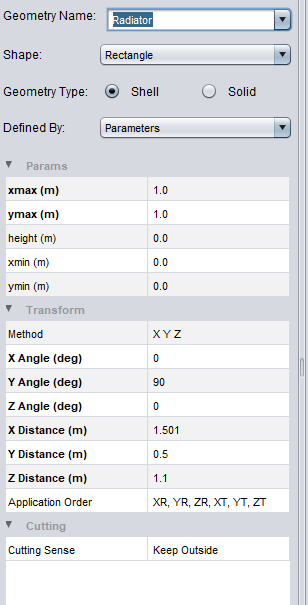 Geometry Name: Radiator
Shape: Rectangle
Geometry Type: Shell Solid
Defined By: Parameters
Params
xmax (m) 1.0
ymax (m) 1.0
height (m) 0.0
xmin (m) 0.0
ymin (m) 0.0
Transform
Method X Y Z
X Angle (deg) 0
Y Angle (deg) 90
Z Angle (deg) 0
X Distance (m) 1.501
Y Distance (m) 0.5
Z Distance (m) 1.1
Application Order XR, YR, ZR, XT, YT, ZT
Cutting
Cutting Sense Keep Outside